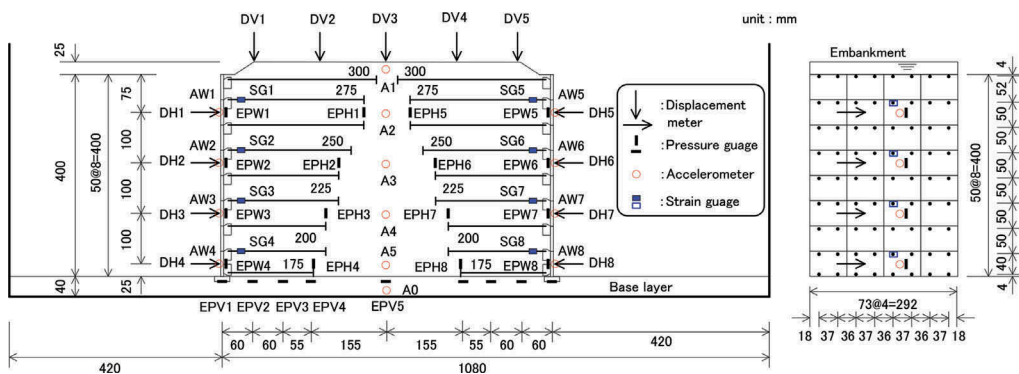 DV1 DV2 DV3 DV4 DV5 unit : mm
25
Embankment
4
300 300
A1
AW1 SG1 275 275 SG5 AW5
75
52
DH1 EPW1 EPH1 EPH5 EPW5 DH5
A2
:Displacement meter
50
100
AW2 SG2 250 250 SG6 AW6
:Pressure guage
50
DH2 EPW2 EPH2 EPH6 EPW6 DH6
A3
:Accelerometer
50
400
50@8=400
100
AW3 SG3 225 225 SG7 AW7
:Strain guage
50
50@8=400
DH3 EPW3 EPH3 EPH7 EPW7 DH7
A4
50
100
AW4 SG4 200 A5 200 SG8 AW8
50
DH4 EPW4 175 EPH4 EPH8 175 EPW8 DH8
40
40 25 A0 Base layer
4
EPV1 EPV2 EPV3 EPV4 EPV5
73@4=292
60 60 55 155 155 55 60 60 420
18 37 36 37 36 37 36 37 18
420 1080